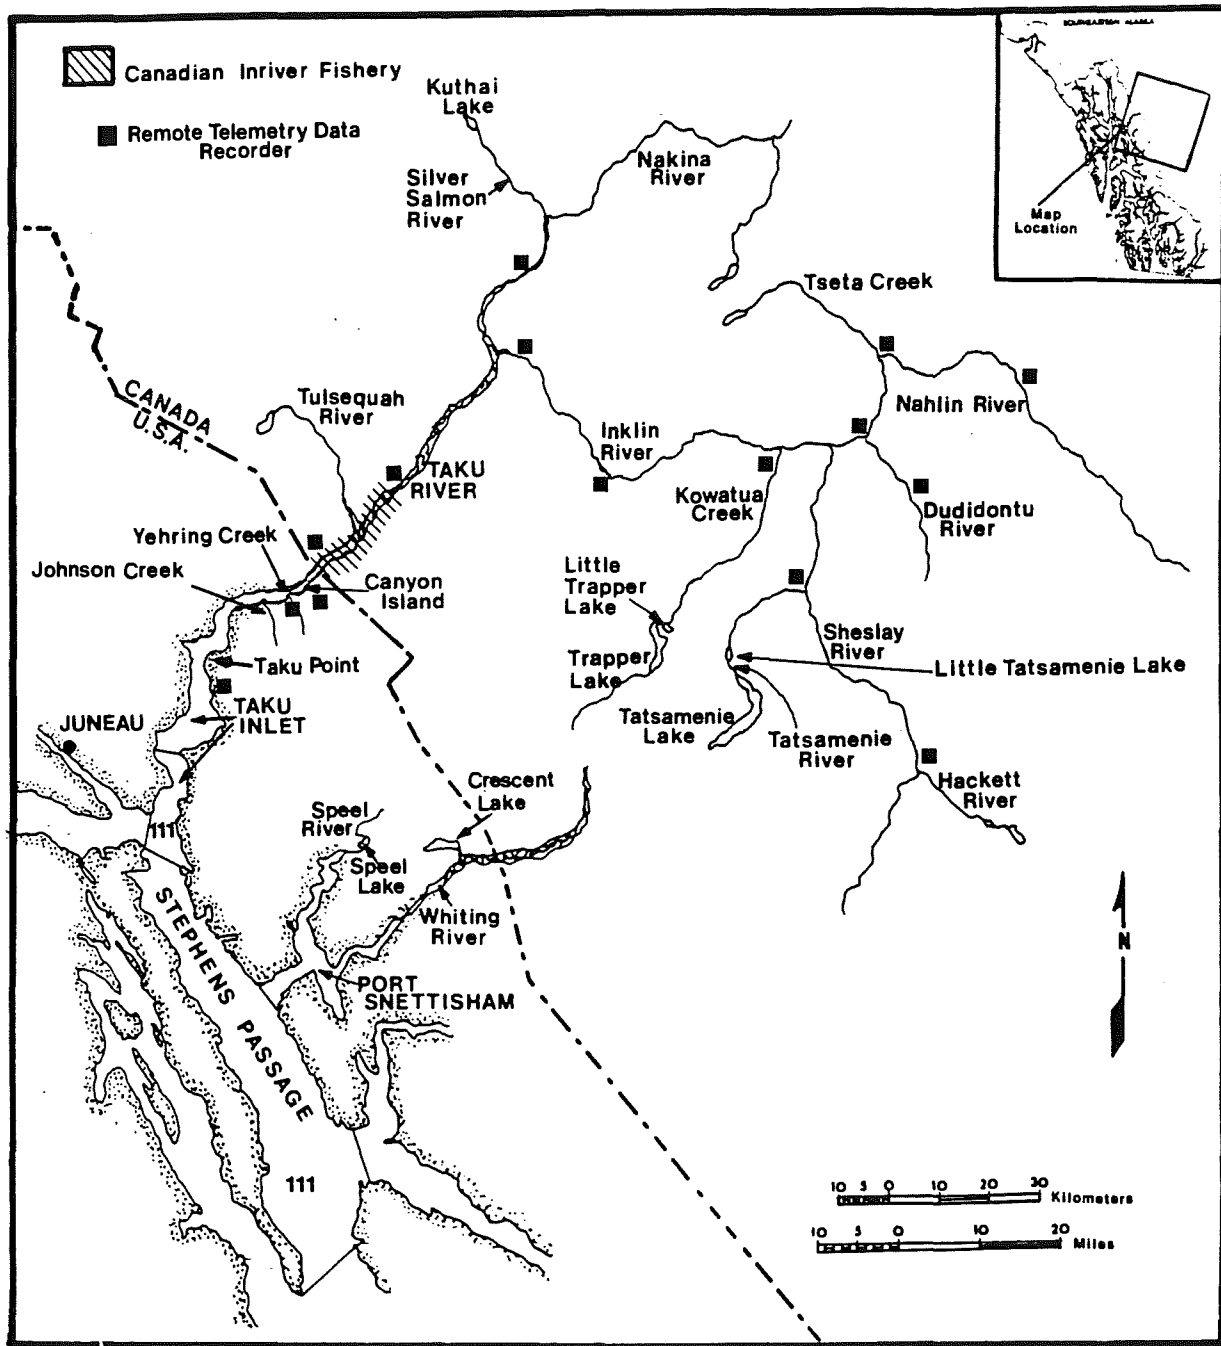 SOUTHEASTERN ALASKA
Canadian Inriver Fishery
Remote Telemetry Data
Recorder
Map
Location
Kuthai
Lake
Silver
Salmon
River
Nakina
River
Tseta Creek
CANADA
U.S.A.
Tulsequah
River
Nahlin River
Inklin
River
TAKU
RIVER
Kowatua
Creek
Dudidontu
River
Yehring Creek
Johnson Creek
Canyon
Island
Little
Trapper
Lake
Taku Point
Trapper
Lake
Sheslay
River
Little Tatsamenie Lake
JUNEAU
TAKU
INLET
Tatsamenie
Lake
Tatsamenie
River
Crescent
Lake
Hackett
River
Speel
River
Speel
Lake
111
Whiting
River
STEPHENS PASSAGE
PORT
SNETTISHAM
N
111
10 5 0 10 20 30
Kilometers
10 5 0 10 20
Miles